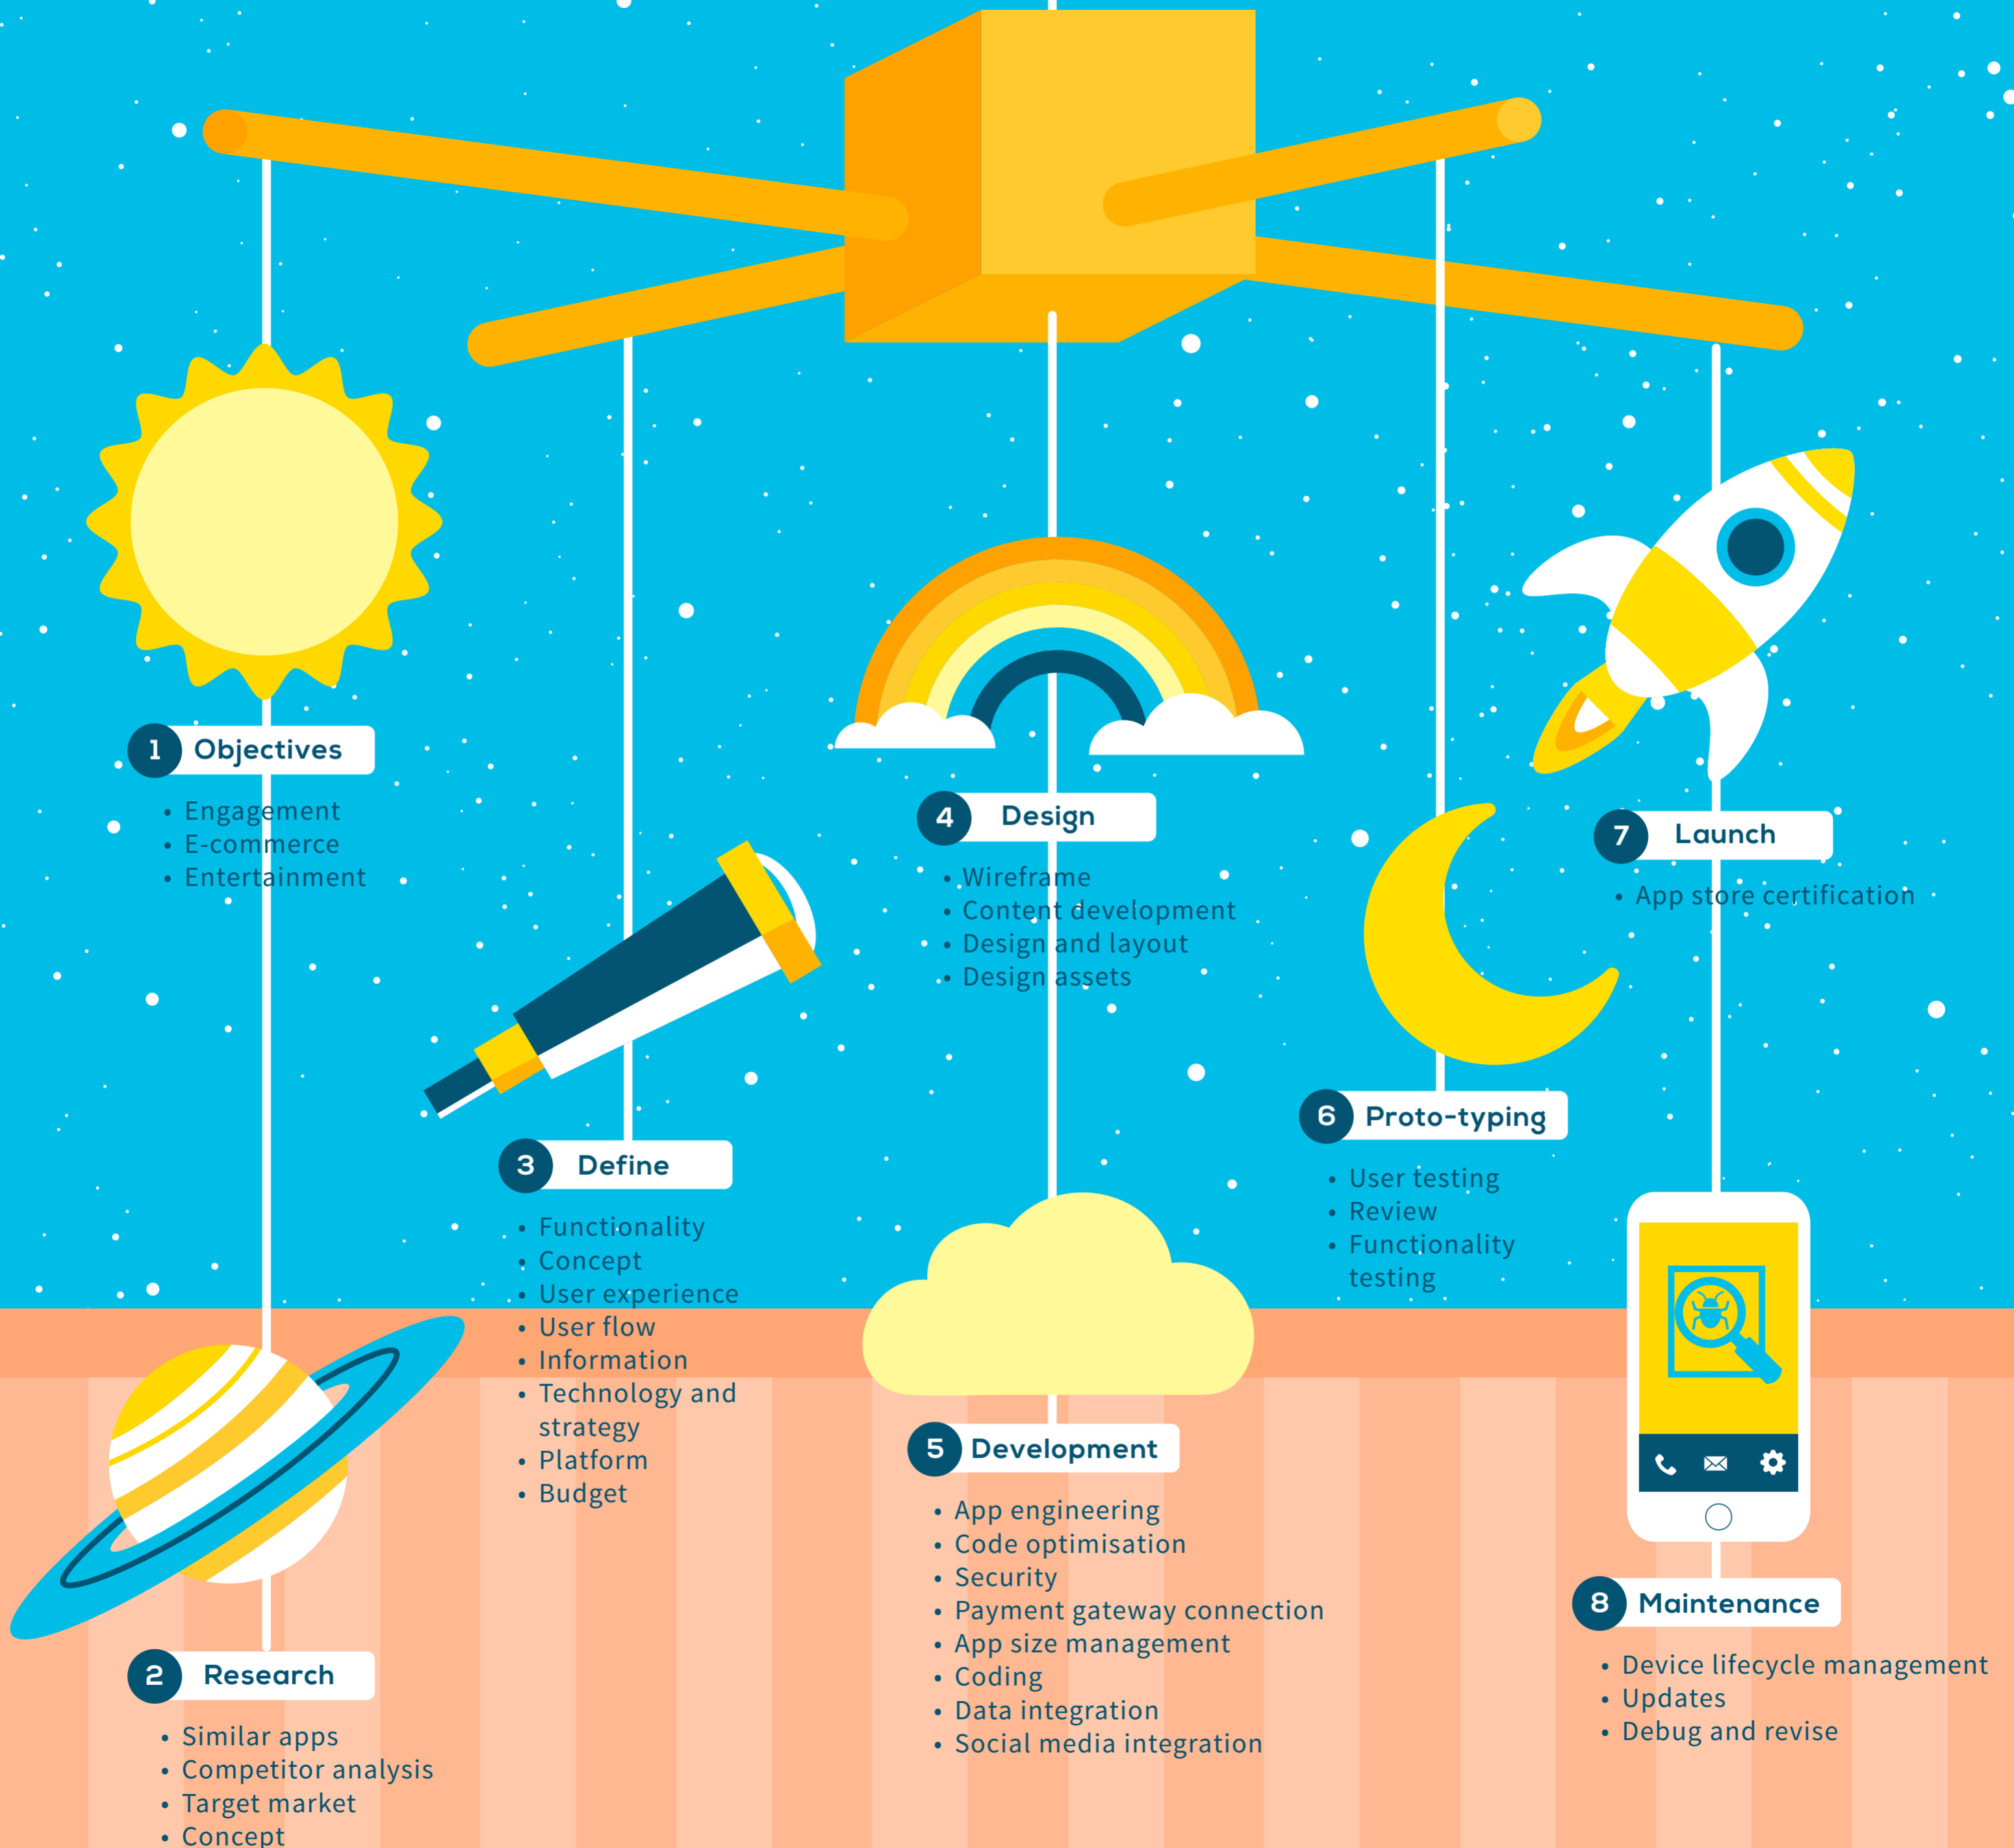 1 Objectives
• Engagement
• E-commerce
• Entertainment
2 Research
• Similar apps
• Competitor analysis
• Target market
• Concept
3 Define
• Functionality
• Concept
• User experience
• User flow
• Information
• Technology and
strategy
• Platform
• Budget
4 Design
• Wireframe
• Content development
• Design and layout
• Design assets
5 Development
• App engineering
• Code optimisation
• Security
• Payment gateway connection
• App size management
• Coding
• Data integration
• Social media integration
6 Proto-typing
• User testing
• Review
• Functionality
testing
7 Launch
• App store certification
8 Maintenance
• Device lifecycle management
• Updates
• Debug and revise